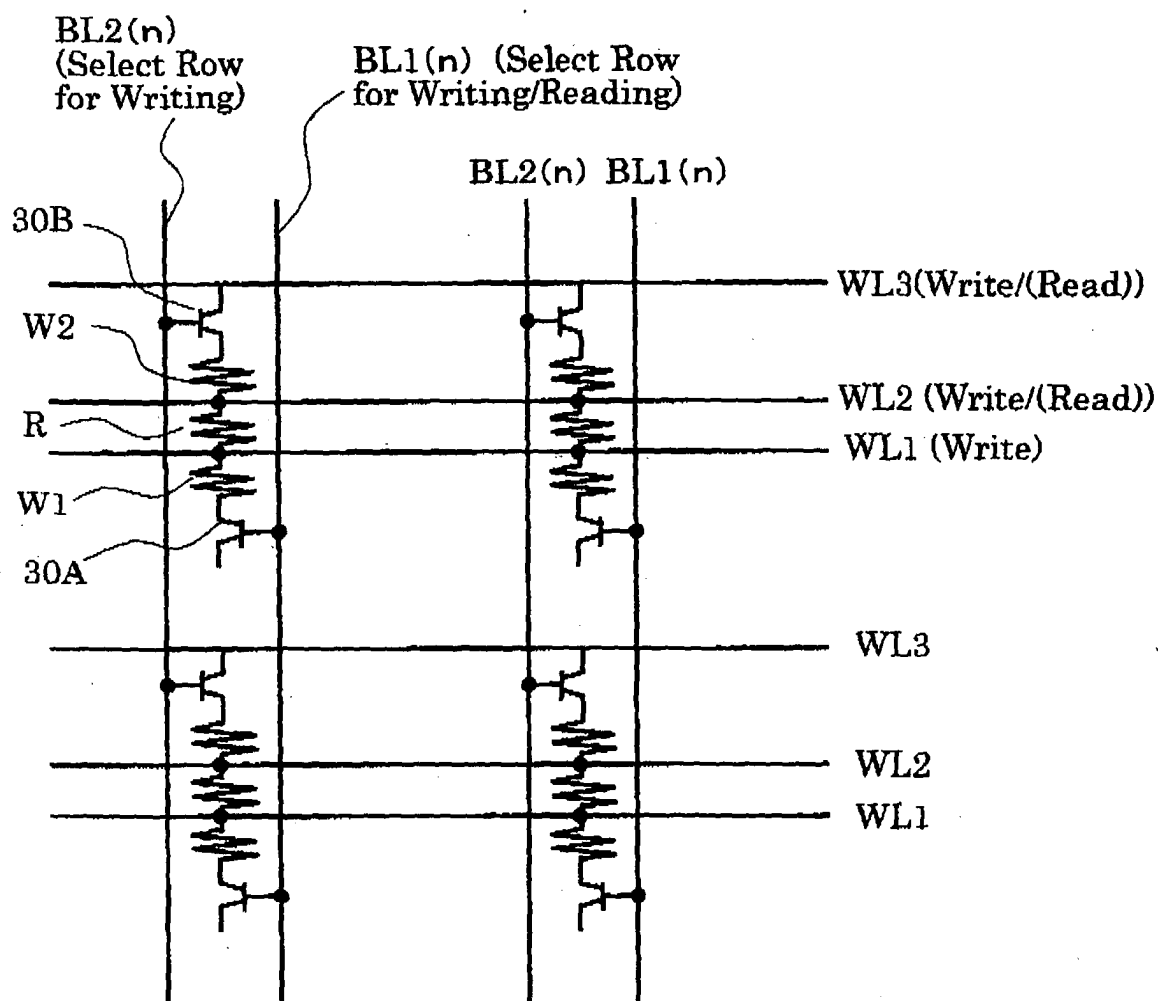 BL2(n)
(Select Row
for Writing)
BL1(n) (Select Row
for Writing/Reading)
BL2(n) BL1(n)
30B
WL3(Write/(Read))
W2
WL2 (Write/(Read))
R
WL1 (Write)
W1
30A
WL3
WL2
WL1